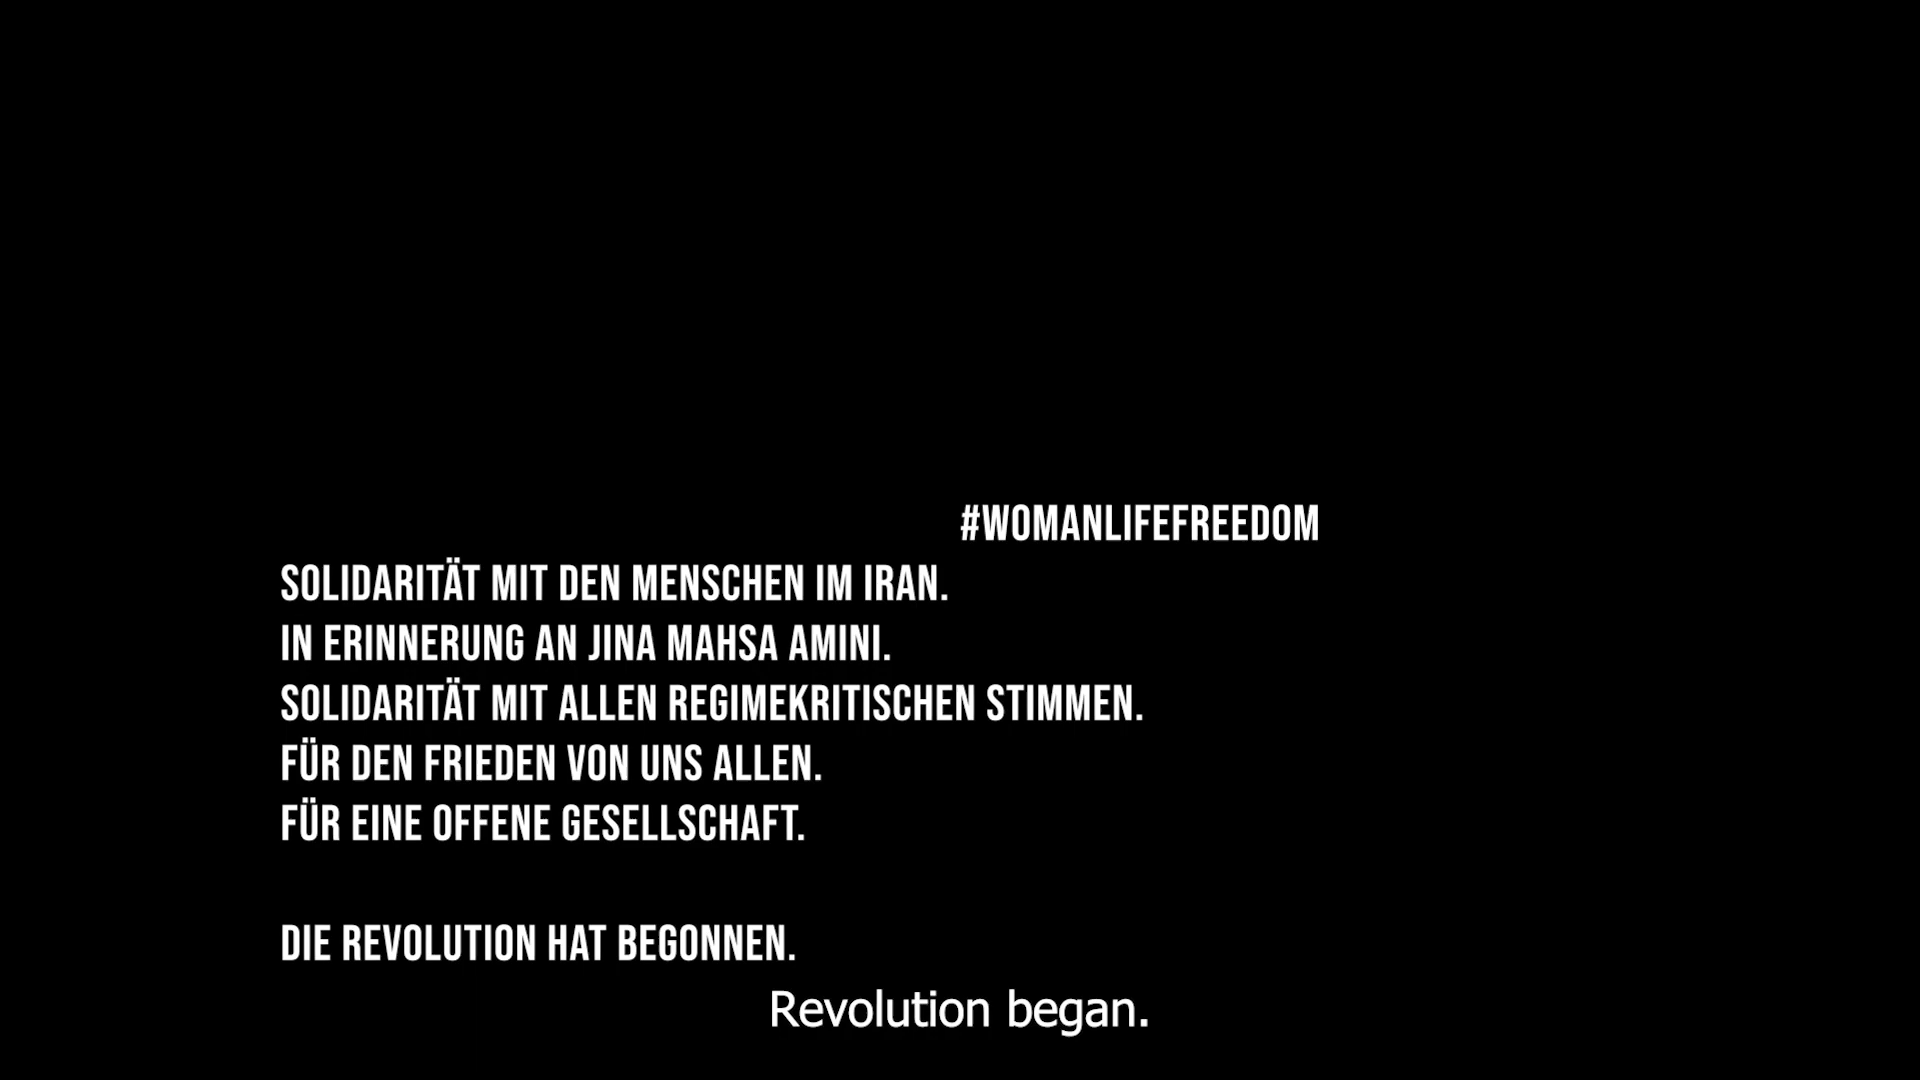 #WOMANLIFEFREEDOM
SOLIDARITÄT MIT DEN MENSCHEN IM IRAN.
IN ERINNERUNG AN JINA MAHSA AMINI.
SOLIDARITÄT MIT ALLEN REGIMEKRITISCHEN STIMMEN.
FÜR DEN FRIEDEN VON UNS ALLEN.
FÜR EINE OFFENE GESELLSCHAFT.
DIE REVOLUTION HAT BEGONNEN.
Revolution began.